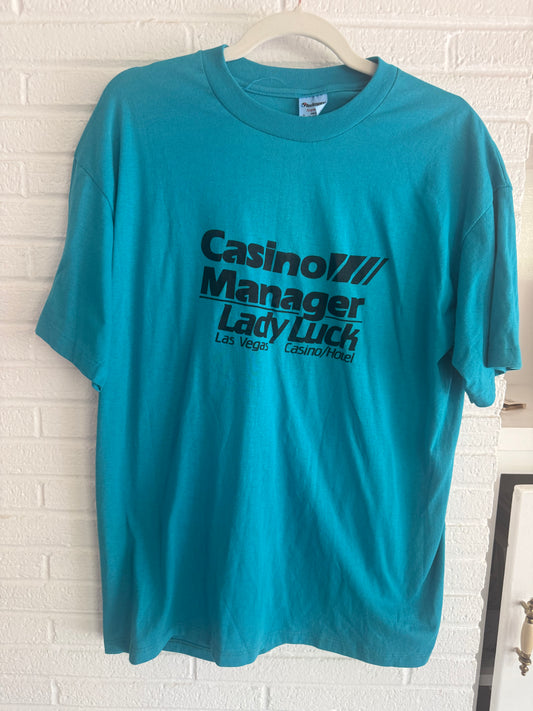 Casino
Manager
Lady Luck
Las Vegas Casino/Hotel